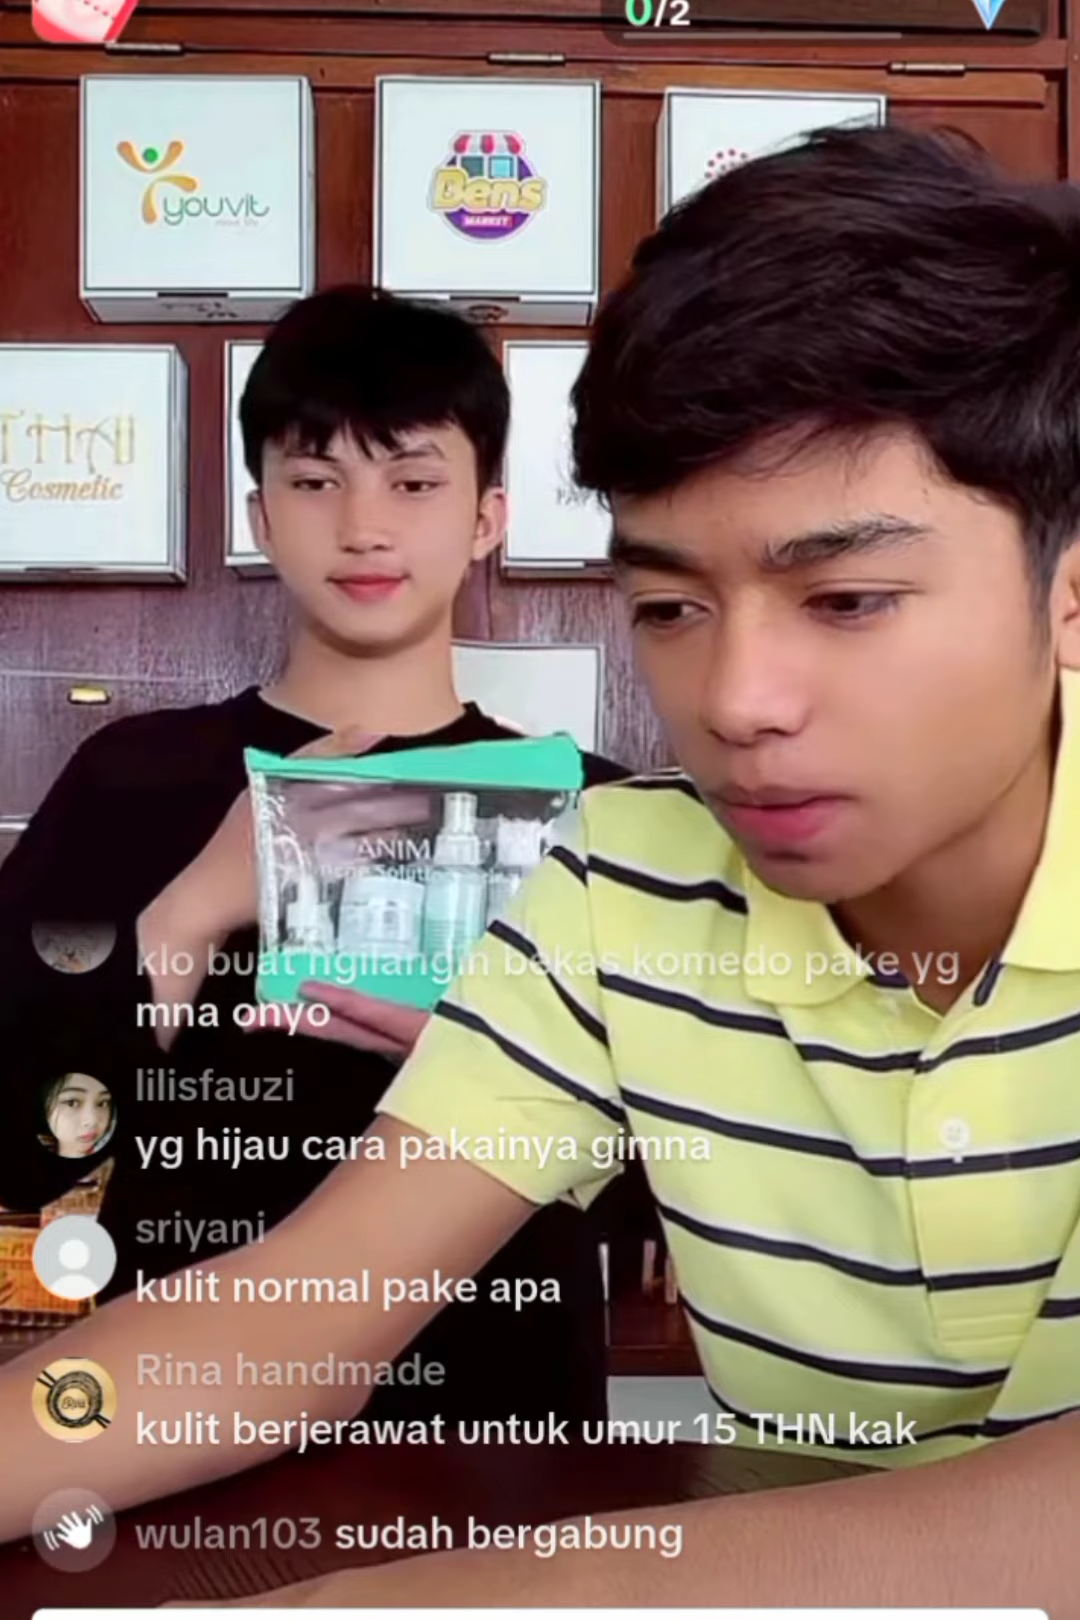 0/2
youvit
Bens
MARKET
THAI
Cosmetic
ANIM
klo buat ngilangin bekas komedo pake yg
mna onyo
lilisfauzi
yg hijau cara pakainya gimna
sriyani
kulit normal pake apa
Rina handmade
kulit berjerawat untuk umur 15 THN kak
wulan103 sudah bergabung